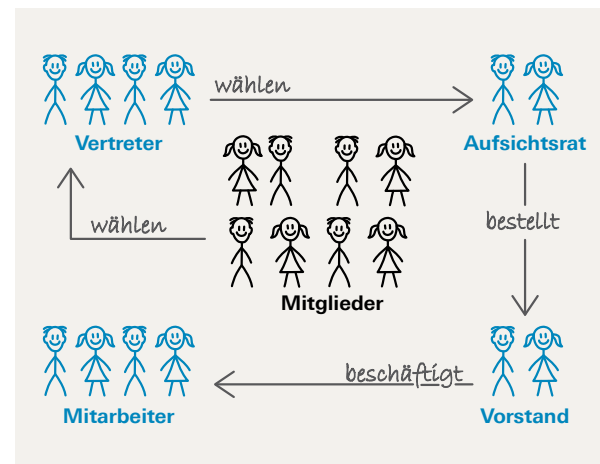 wählen
Vertreter
Aufsichtsrat
wählen
bestellt
Mitglieder
beschäftigt
Mitarbeiter
Vorstand